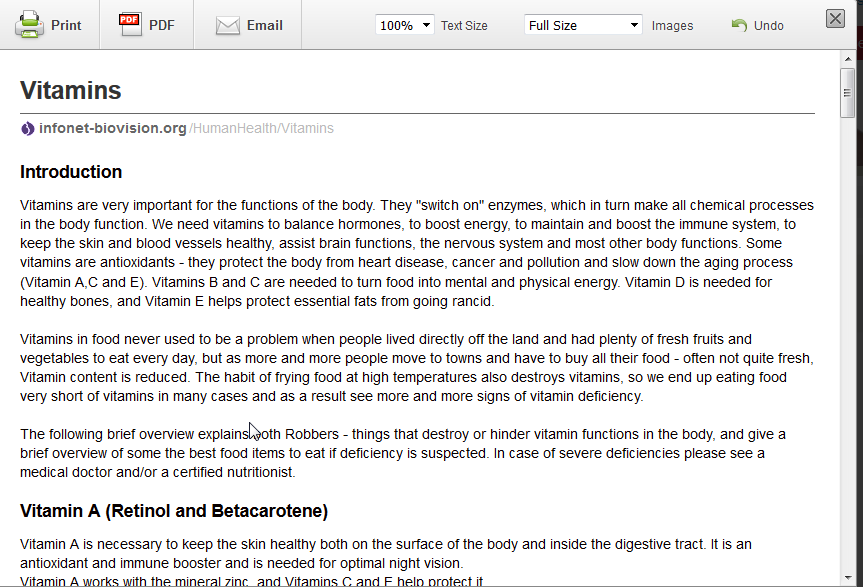 Print PDF PDF Email 100% Text Size Full Size Images Undo
Vitamins
infonet-biovision.org/HumanHealth/Vitamins
Introduction
Vitamins are very important for the functions of the body. They "switch on" enzymes, which in turn make all chemical processes
in the body function. We need vitamins to balance hormones, to boost energy, to maintain and boost the immune system, to
keep the skin and blood vessels healthy, assist brain functions, the nervous system and most other body functions. Some
vitamins are antioxidants - they protect the body from heart disease, cancer and pollution and slow down the aging process
(Vitamin A,C and E). Vitamins B and C are needed to turn food into mental and physical energy. Vitamin D is needed for
healthy bones, and Vitamin E helps protect essential fats from going rancid.
Vitamins in food never used to be a problem when people lived directly off the land and had plenty of fresh fruits and
vegetables to eat every day, but as more and more people move to towns and have to buy all their food - often not quite fresh,
Vitamin content is reduced. The habit of frying food at high temperatures also destroys vitamins, so we end up eating food
very short of vitamins in many cases and as a result see more and more signs of vitamin deficiency.
The following brief overview explains both Robbers - things that destroy or hinder vitamin functions in the body, and give a
brief overview of some the best food items to eat if deficiency is suspected. In case of severe deficiencies please see a
medical doctor and/or a certified nutritionist.
Vitamin A (Retinol and Betacarotene)
Vitamin A is necessary to keep the skin healthy both on the surface of the body and inside the digestive tract. It is an
antioxidant and immune booster and is needed for optimal night vision.
Vitamin A works with the mineral zinc, and Vitamins C and E help protect it